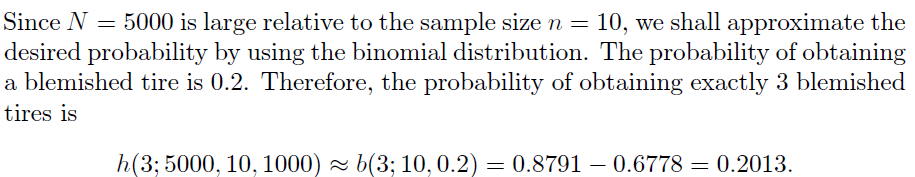 Since N = 5000 is large relative to the sample size n = 10, we shall approximate the
desired probability by using the binomial distribution. The probability of obtaining
a blemished tire is 0.2. Therefore, the probability of obtaining exactly 3 blemished
tires is
h(3; 5000, 10, 1000) ≈ b(3; 10, 0.2) = 0.8791 − 0.6778 = 0.2013.